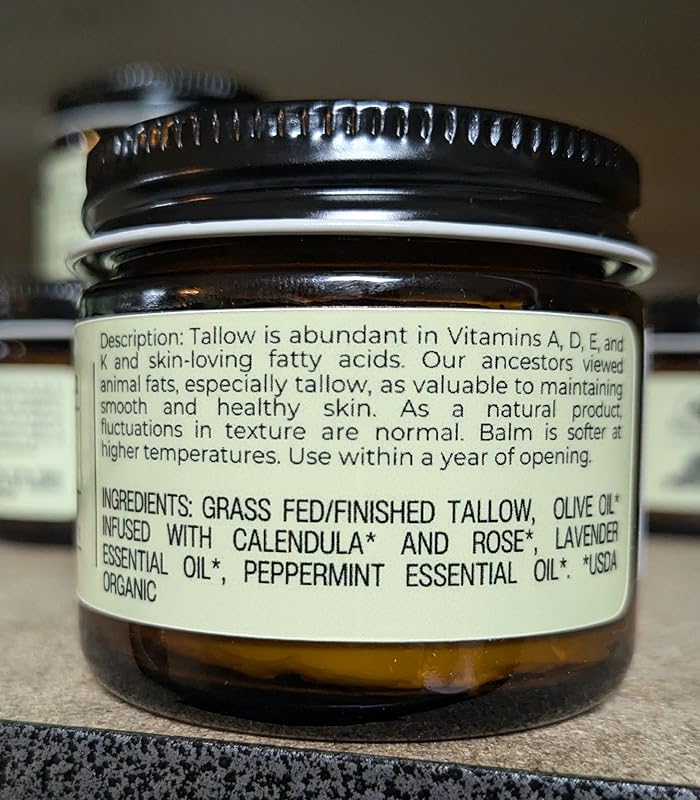 Description: Tallow is abundant in Vitamins A, D, E, and
K and skin-loving fatty acids. Our ancestors viewed
animal fats, especially tallow, as valuable to maintaining
smooth and healthy skin. As a natural product,
fluctuations in texture are normal. Balm is softer at
higher temperatures. Use within a year of opening.
INGREDIENTS: GRASS FED/FINISHED TALLOW, OLIVE OIL*
INFUSED WITH CALENDULA* AND ROSE*, LAVENDER
ESSENTIAL OIL*, PEPPERMINT ESSENTIAL OIL*. *USDA
ORGANIC